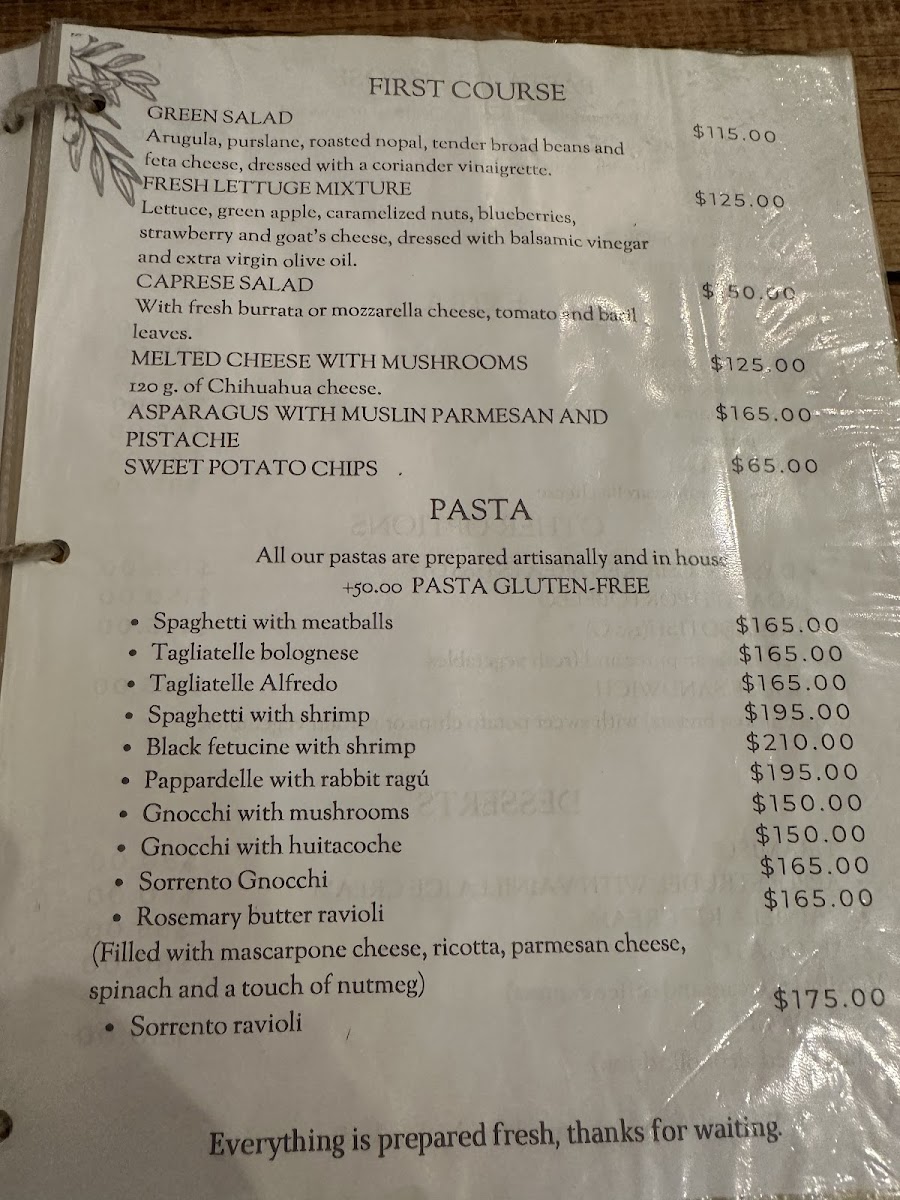 FIRST COURSE
GREEN SALAD
$115.00
Arugula, purslane, roasted nopal, tender broad beans and
feta cheese, dressed with a coriander vinaigrette.
FRESH LETTUGE MIXTURE
$125.00
Lettuce, green apple, caramelized nuts, blueberries,
strawberry and goat's cheese, dressed with balsamic vinegar
and extra virgin olive oil.
CAPRESE SALAD
With fresh burrata or mozzarella cheese, tomato and basil
leaves.
MELTED CHEESE WITH MUSHROOMS $125.00
120 g. of Chihuahua cheese.
ASPARAGUS WITH MUSLIN PARMESAN AND $165.00
PISTACHE
SWEET POTATO CHIPS . $65.00
PASTA
All our pastas are prepared artisanally and in house
+50.00 PASTA GLUTEN-FREE
• Spaghetti with meatballs $165.00
• Tagliatelle bolognese $165.00
• Tagliatelle Alfredo $165.00
• Spaghetti with shrimp $195.00
• Black fetucine with shrimp $210.00
• Pappardelle with rabbit ragú $195.00
• Gnocchi with mushrooms $150.00
• Gnocchi with huitacoche $150.00
• Sorrento Gnocchi $165.00
• Rosemary butter ravioli $165.00
(Filled with mascarpone cheese, ricotta, parmesan cheese,
spinach and a touch of nutmeg)
• Sorrento ravioli $175.00
Everything is prepared fresh, thanks for waiting.